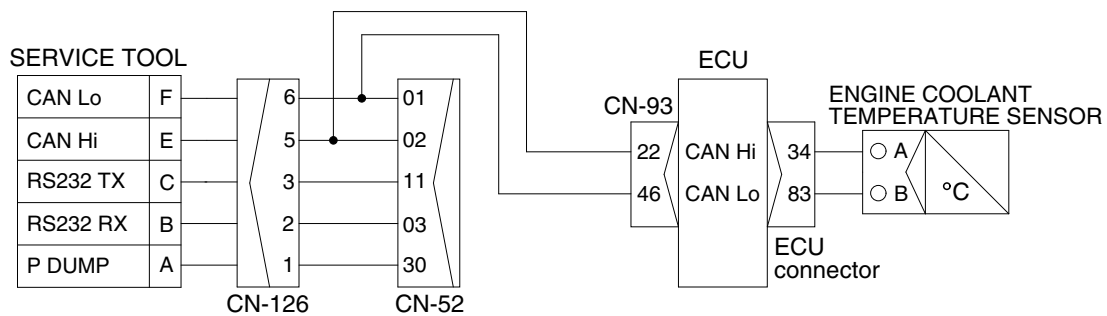 SERVICE TOOL
CAN Lo F 6 01
CAN Hi E 5 02
RS232 TX C 3 11
RS232 RX B 2 03
P DUMP A 1 30
CN-126
CN-52
ECU
CN-93
22 CAN Hi 34
46 CAN Lo 83
ECU
connector
ENGINE COOLANT
TEMPERATURE SENSOR
A
B
°C